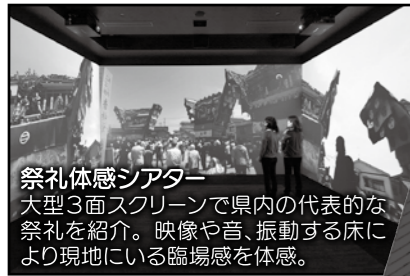 祭礼体感シアター
大型3面スクリーンで県内の代表的な
祭礼を紹介。映像や音、振動する床に
より現地にいる臨場感を体感。